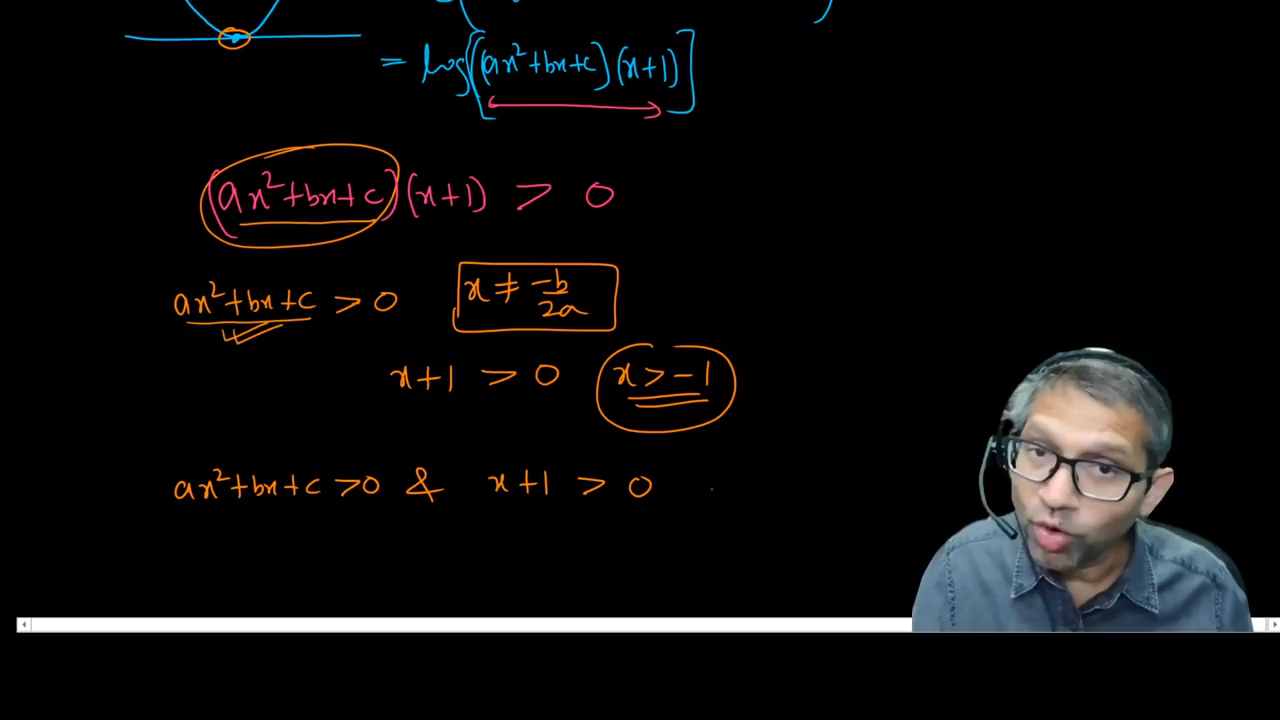 = log[(ax²+bx+c)(x+1)]
(ax²+bx+c)(x+1) > 0
ax²+bx+c > 0 x ≠ -b/2a
x+1 > 0 x > -1
ax²+bx+c > 0 & x+1 > 0